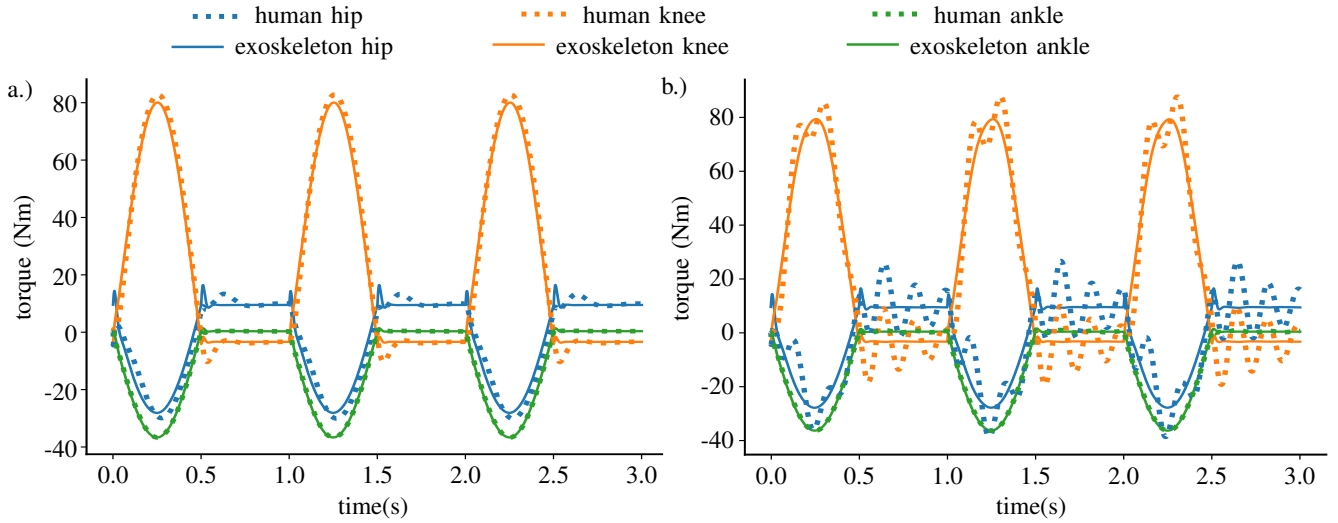 human hip human knee human ankle
exoskeleton hip exoskeleton knee exoskeleton ankle
a.) b.)
torque (Nm)
80
60
40
20
0
-20
-40
0.0 0.5 1.0 1.5 2.0 2.5 3.0
time(s)
torque (Nm)
80
60
40
20
0
-20
-40
0.0 0.5 1.0 1.5 2.0 2.5 3.0
time(s)